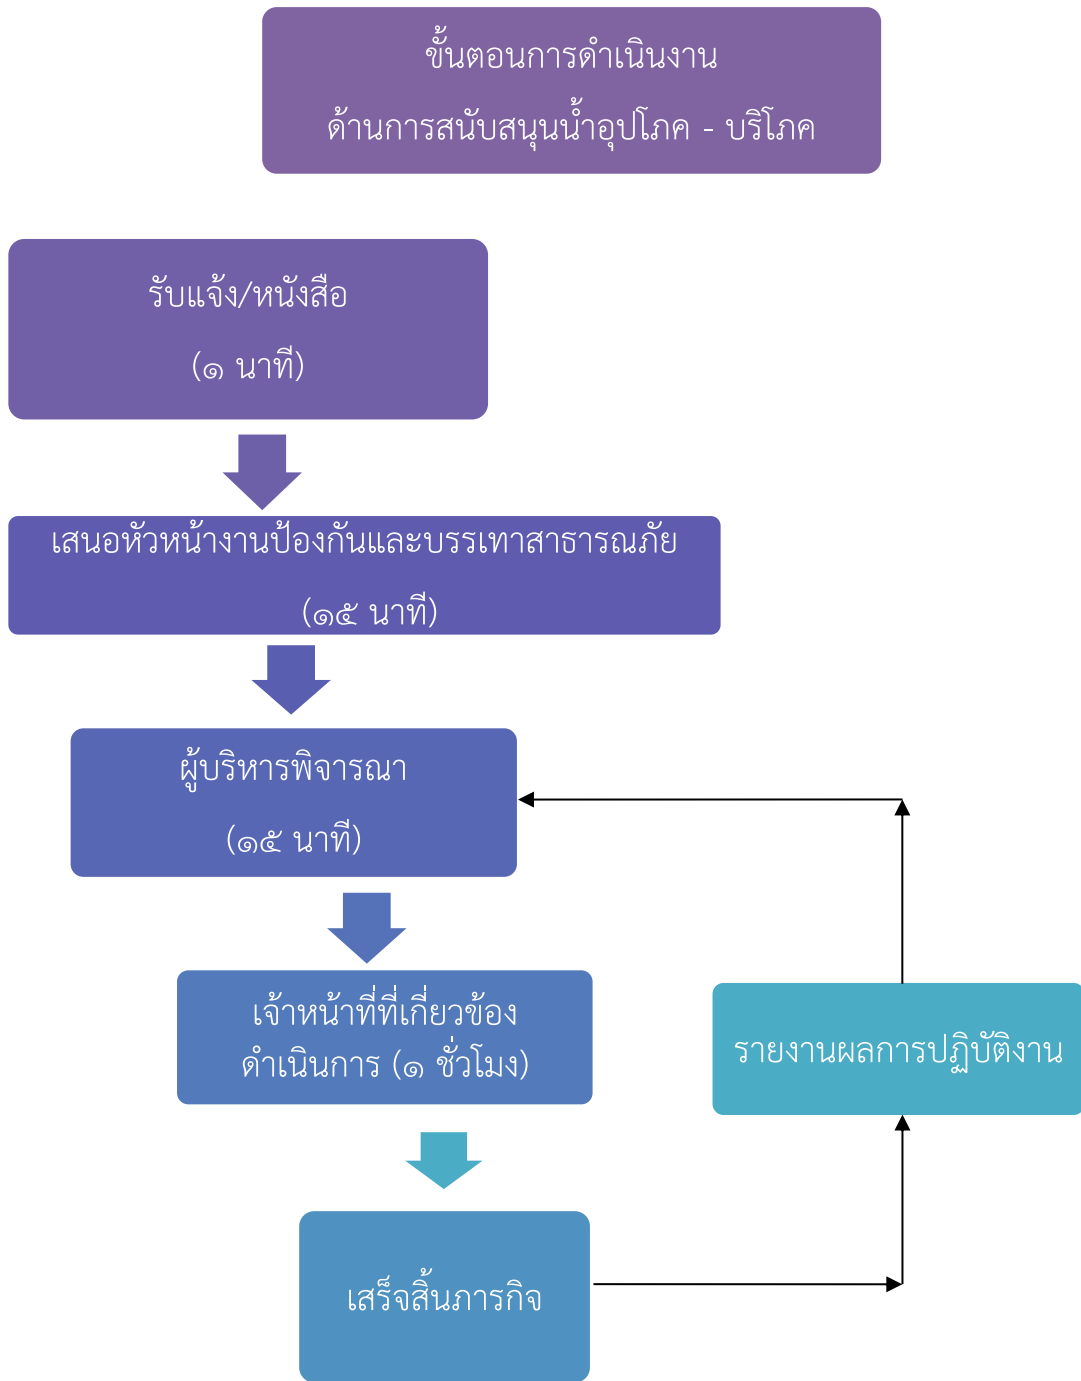 ขั้นตอนการดำเนินงาน
ด้านการสนับสนุนน้ำอุปโภค - บริโภค
รับแจ้ง/หนังสือ
(๑ นาที)
เสนอหัวหน้างานป้องกันและบรรเทาสาธารณภัย
(๑๕ นาที)
ผู้บริหารพิจารณา
(๑๕ นาที)
เจ้าหน้าที่ที่เกี่ยวข้อง
ดำเนินการ (๑ ชั่วโมง)
รายงานผลการปฏิบัติงาน
เสร็จสิ้นภารกิจ